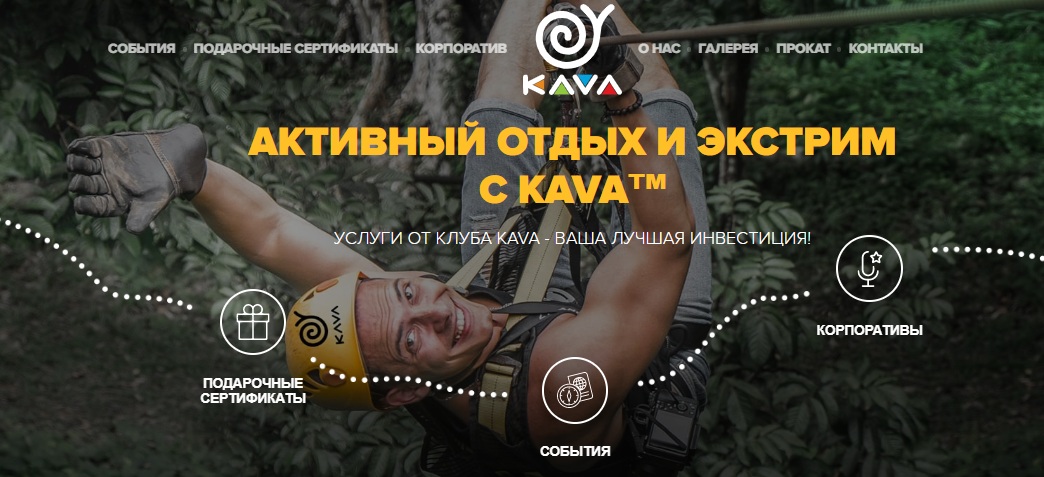 СОБЫТИЯ ПОДАРОЧНЫЕ СЕРТИФИКАТЫ КОРПОРАТИВ KAVA О НАС ГАЛЕРЕЯ ПРОКАТ КОНТАКТЫ
АКТИВНЫЙ ОТДЫХ И ЭКСТРИМ
С KAVA™
УСЛУГИ ОТ КЛУБА KAVA - ВАША ЛУЧШАЯ ИНВЕСТИЦИЯ!
KAVA
КОРПОРАТИВЫ
ПОДАРОЧНЫЕ
СЕРТИФИКАТЫ
СОБЫТИЯ